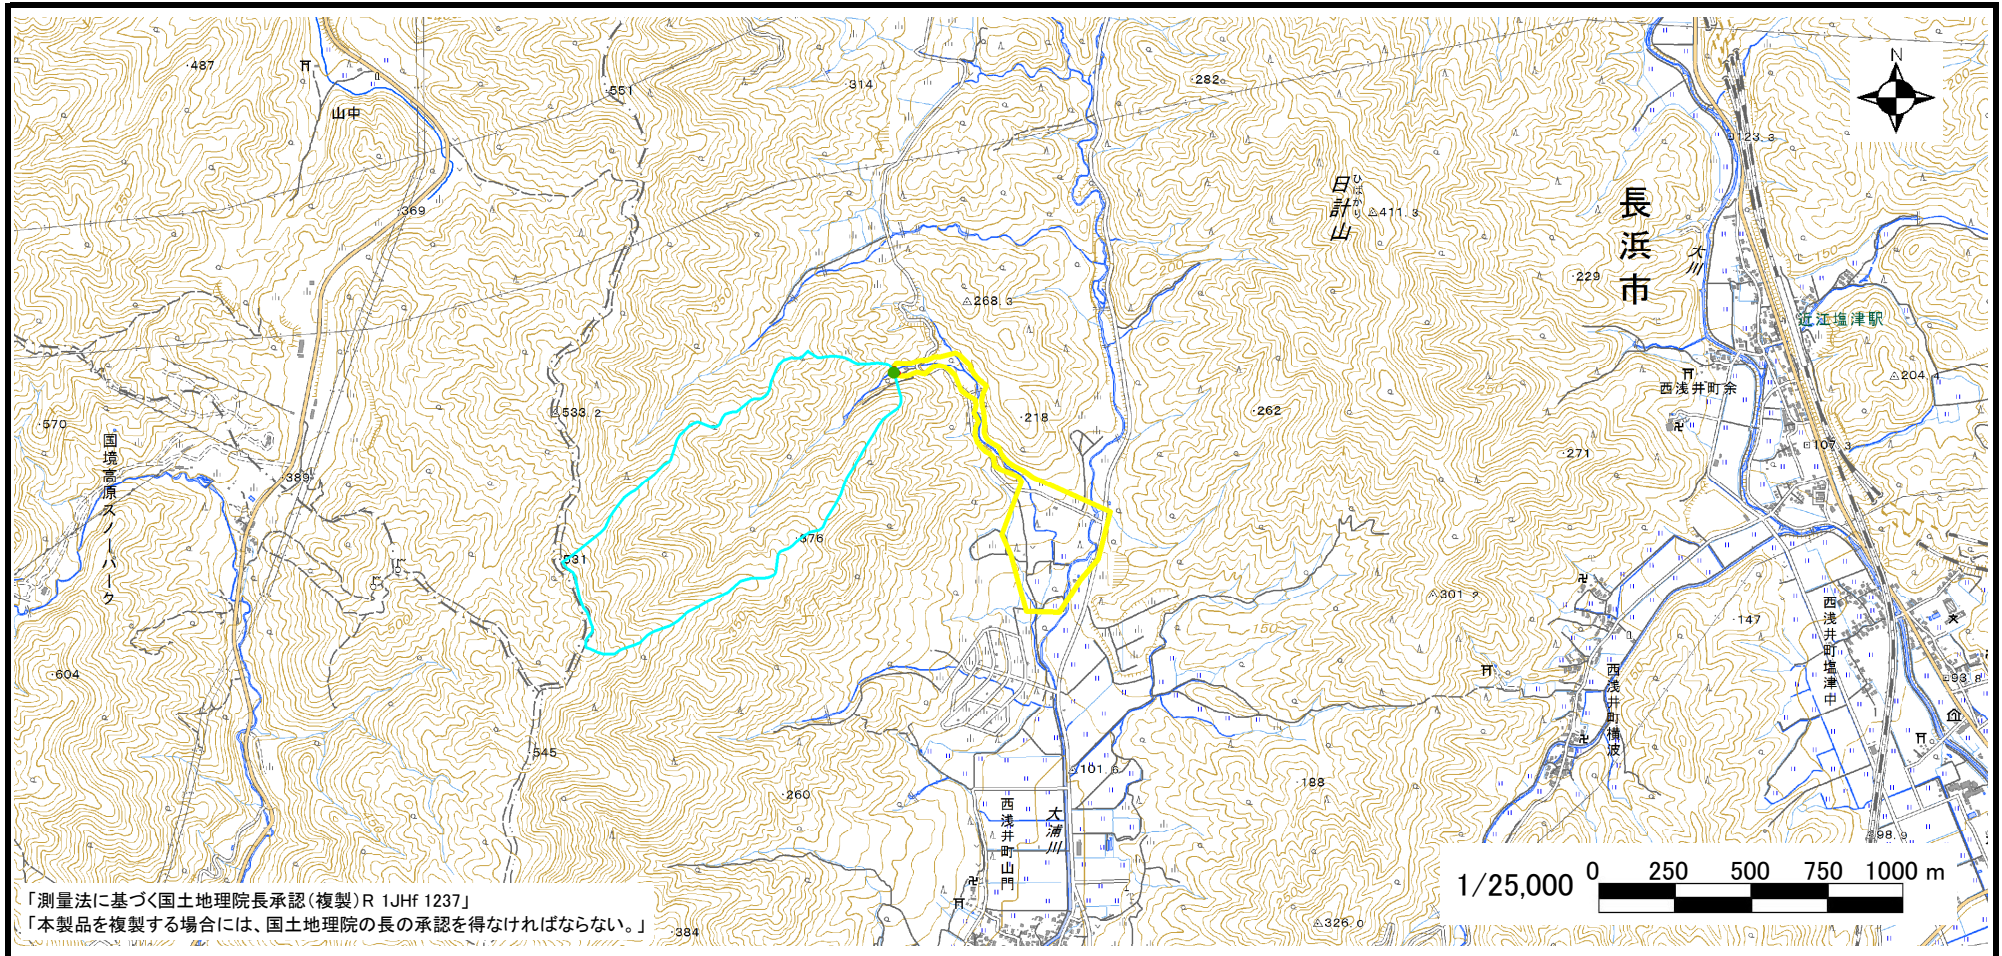 ・487
山中
・551
・314
・282
N
123.3
・369
日計山
ひばかり
△411.3
長浜市
大川
・229
△268.3
近江塩津駅
△204.4
西浅井町余
△533.2
・570
・218
・262
107.3
・271
国境高原スノーパーク
・389
・376
・531
△301.2
・147
西浅井町塩津中
・604
西浅井町横波
93.8
・545
・260
△101.6
・188
西浅井町山門
大浦川
98.9
・384
△326.0
1/25,000
0 250 500 750 1000 m
「測量法に基づく国土地理院長承認(複製)R 1JHf 1237」
「本製品を複製する場合には、国土地理院の長の承認を得なければならない。」